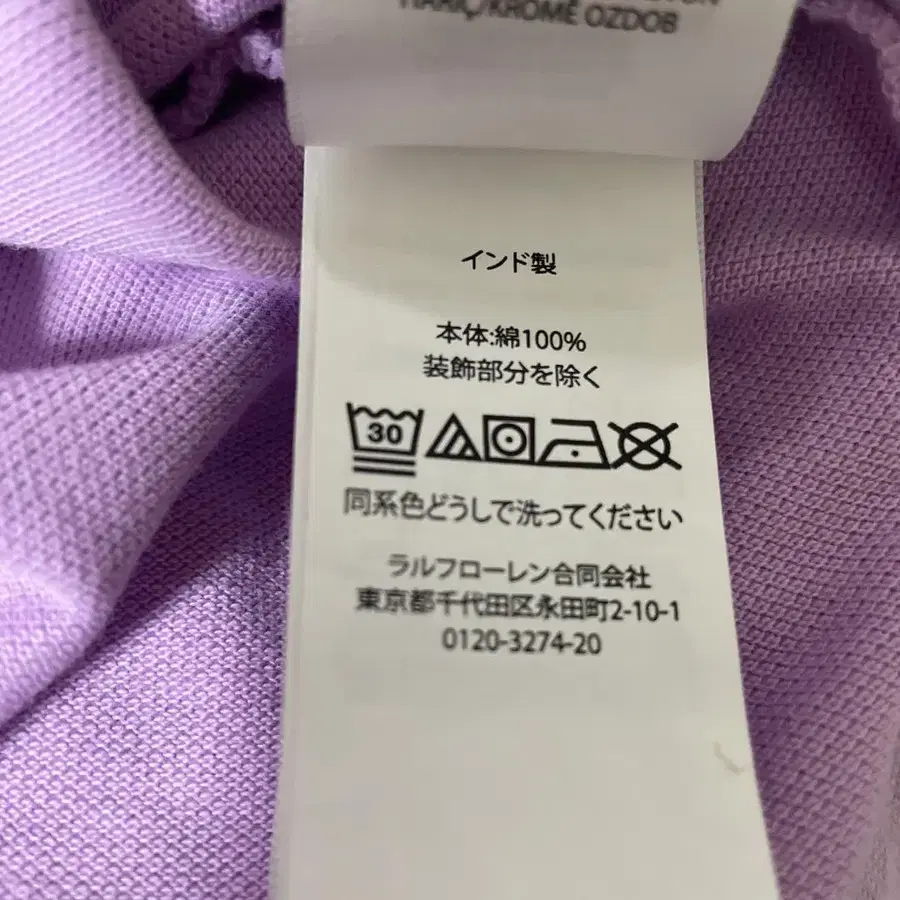 HARİÇ/KROMĚ OZDOB
インド製
本体:綿100%
装飾部分を除く
30
同系色どうしで洗ってください
ラルフローレン合同会社
東京都千代田区永田町2-10-1
0120-3274-20